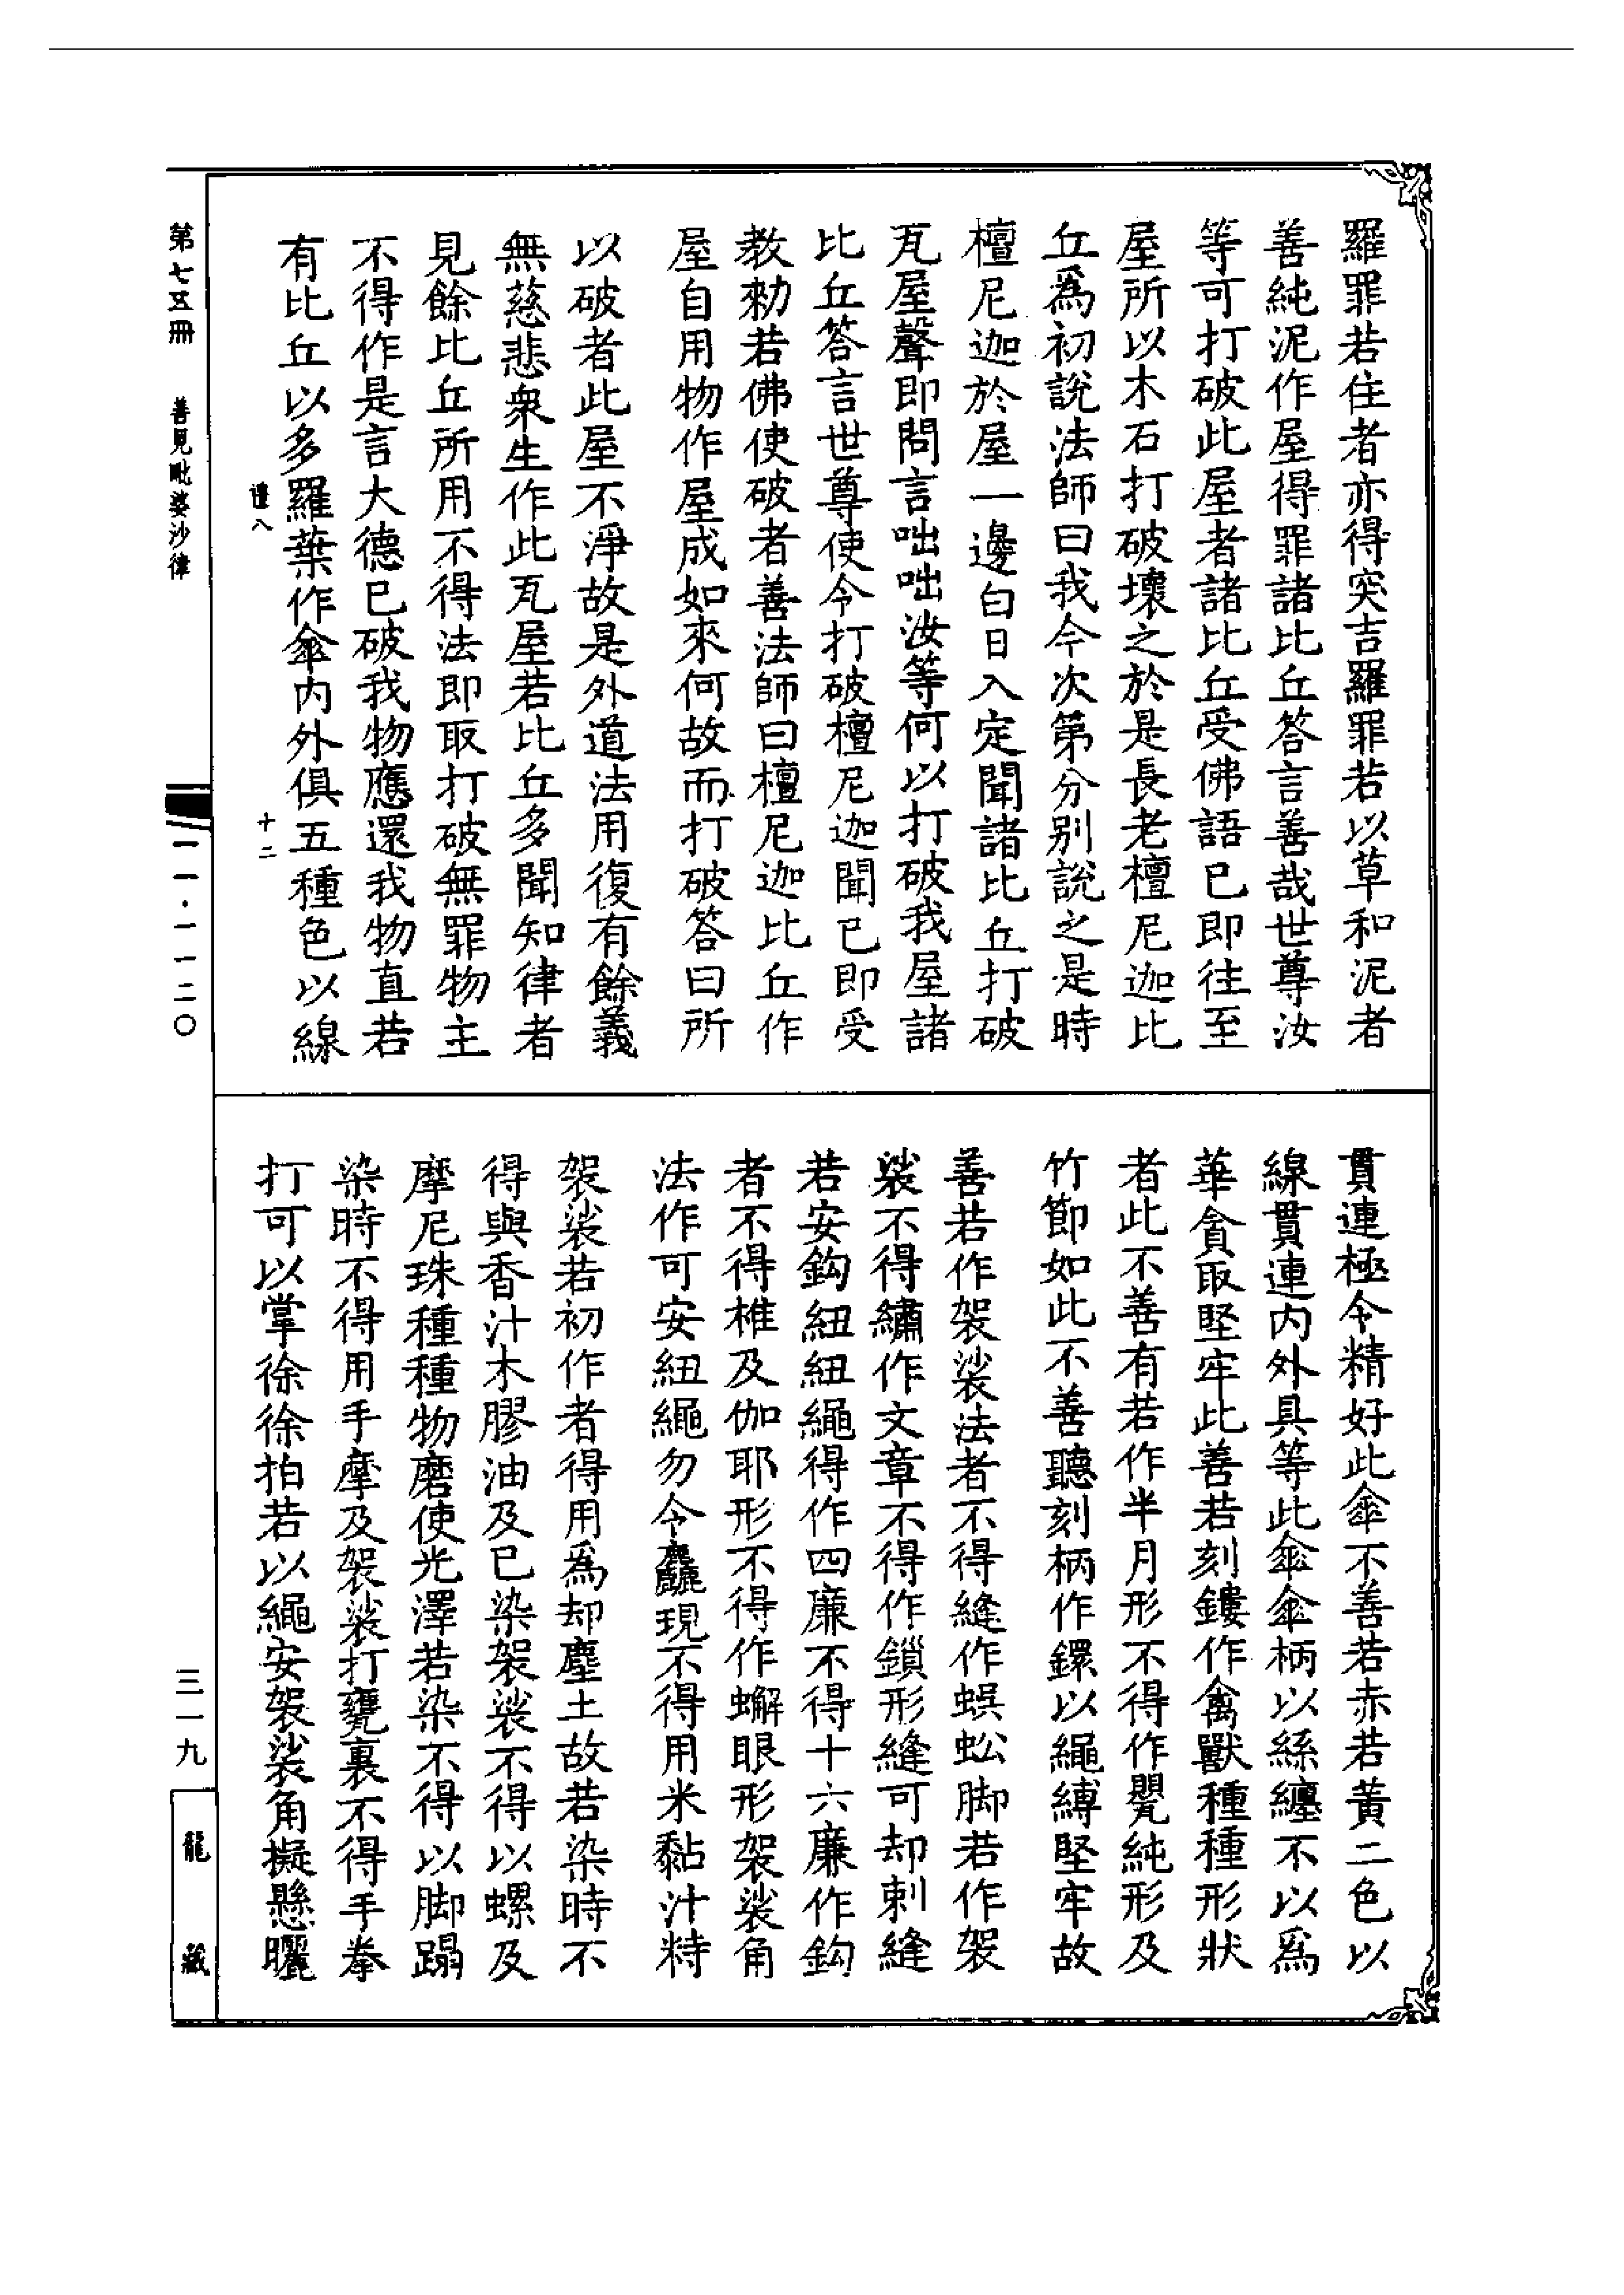 羅罪若住者亦得突吉羅罪若以草和泥者
善純泥作屋得罪諸比丘答言善哉世尊汝
等可打破此屋者諸比丘受佛語已即往至
屋所以木石打破壞之於是長老檀尼迦比
丘爲初說法師曰我今次第分別說之是時
檀尼迦於屋一邊白日入定聞諸比丘打破
瓦屋聲即問言咄咄汝等何以打破我屋諸
比丘答言世尊使令打破檀尼迦聞已即受
教勑若佛使破者善法師曰檀尼迦比丘作
屋自用物作屋成如來何故而打破答曰所
以破者此屋不淨故是外道法用復有餘義
無慈悲衆生作此瓦屋若比丘多聞知律者
見餘比丘所用不得法即取打破無罪物主
不得作是言大德已破我物應還我物直若
有比丘以多羅葉作傘內外俱五種色以線
貫連極令精好此傘不善若赤若黃二色以
線貫連內外具等此傘傘柄以絲纏不以爲
華貪取堅牢此善若刻鏤作禽獸種種形狀
者此不善有若作半月形不得作甖純形及
竹節如此不善聽刻柄作鐶以繩縛堅牢故
善若作袈裟法者不得縫作蜈蚣脚若作袈
裟不得繡作文章不得作鎖形縫可却刺縫
若安鈎紐紐繩得作四廉不得十六廉作鈎
者不得椎及伽耶形不得作蠏眼形袈裟角
法作可安紐繩勿令麤現不得用米黏汁㭙
袈裟若初作者得用爲却塵土故若染時不
得與香汁木膠油及已染袈裟不得以螺及
摩尼珠種種物磨使光澤若染不得以脚蹋
染時不得用手摩及袈裟打甕裏不得手拳
打可以掌徐徐拍若以繩安袈裟角擬懸曬
禮八
十二
第七五冊
善見毗婆沙律
一一一·一一二〇
三一九
龍藏